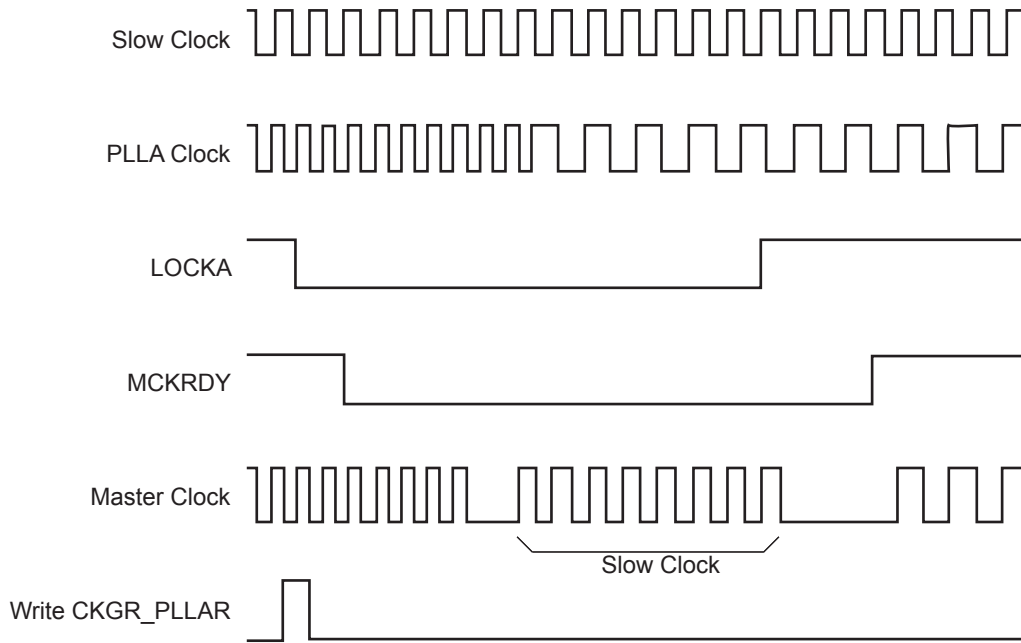 Slow Clock
PLLA Clock
LOCKA
MCKRDY
Master Clock
Slow Clock
Write CKGR_PLLAR